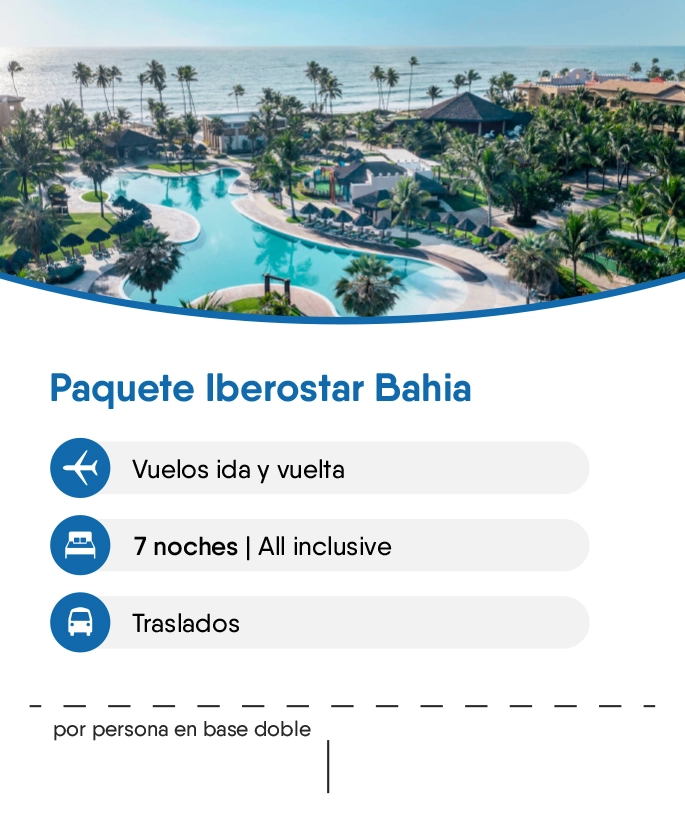 Paquete Iberostar Bahia
Vuelos ida y vuelta
7 noches | All inclusive
Traslados
por persona en base doble